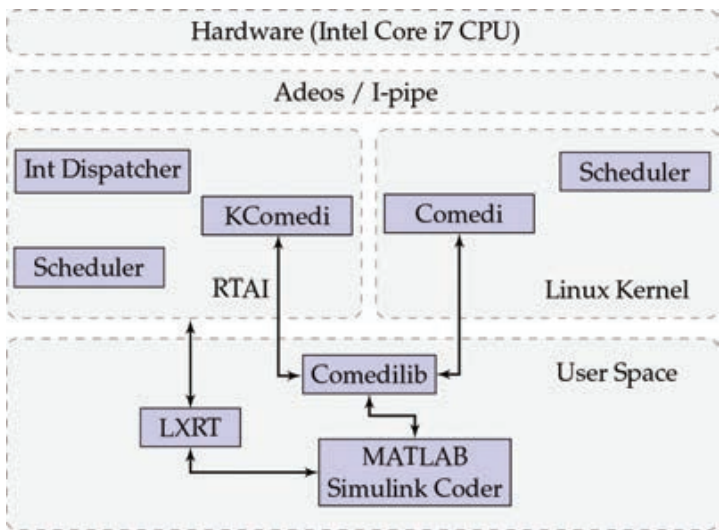 Hardware (Intel Core i7 CPU)
Adeos / I-pipe
Int Dispatcher
KComedi
Scheduler
RTAI
Scheduler
Comedi
Linux Kernel
Comedilib
User Space
LXRT
MATLAB
Simulink Coder